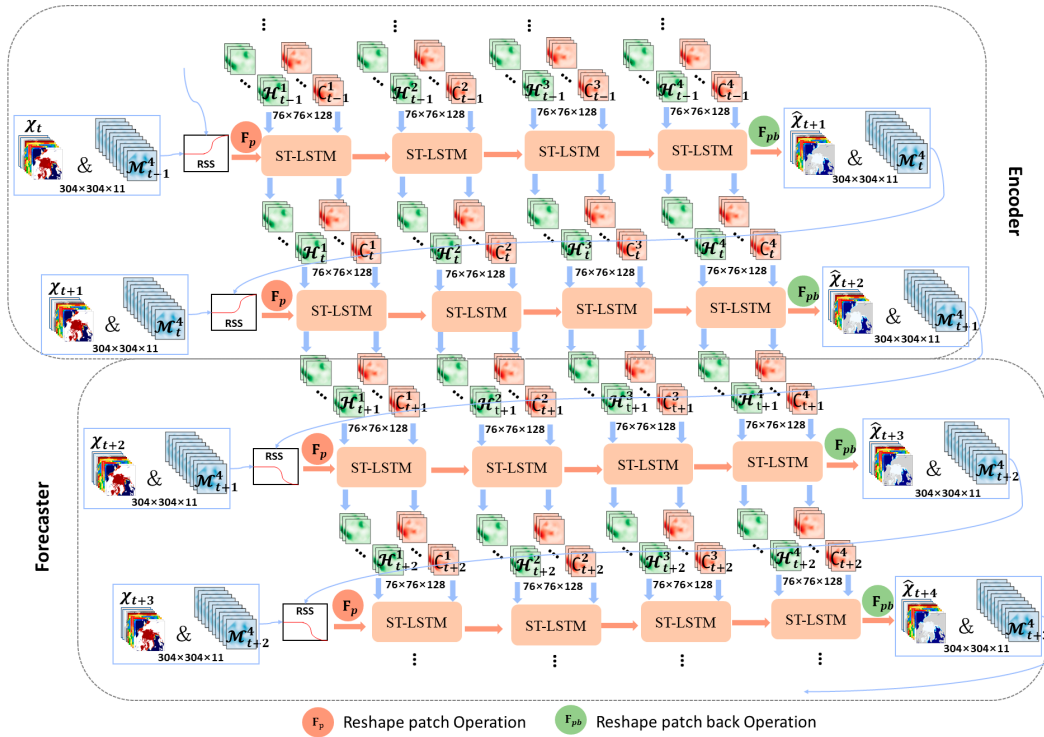 ⋮ ⋮ ⋮ ⋮
ℋ¹ₜ₋₁ C¹ₜ₋₁ ℋ²ₜ₋₁ C²ₜ₋₁ ℋ³ₜ₋₁ C³ₜ₋₁ ℋ⁴ₜ₋₁ C⁴ₜ₋₁
76×76×128 76×76×128 76×76×128 76×76×128
χₜ & ℳ⁴ₜ₋₁ RSS Fₚ ST-LSTM ST-LSTM ST-LSTM ST-LSTM F_pb χ̂ₜ₊₁ & ℳ⁴ₜ
304×304×11 304×304×11
Encoder
ℋ¹ₜ C¹ₜ ℋ²ₜ C²ₜ ℋ³ₜ C³ₜ ℋ⁴ₜ C⁴ₜ
76×76×128 76×76×128 76×76×128 76×76×128
χₜ₊₁ & ℳ⁴ₜ RSS Fₚ ST-LSTM ST-LSTM ST-LSTM ST-LSTM F_pb χ̂ₜ₊₂ & ℳ⁴ₜ₊₁
304×304×11 304×304×11
ℋ¹ₜ₊₁ C¹ₜ₊₁ ℋ²ₜ₊₁ C²ₜ₊₁ ℋ³ₜ₊₁ C³ₜ₊₁ ℋ⁴ₜ₊₁ C⁴ₜ₊₁
76×76×128 76×76×128 76×76×128 76×76×128
χₜ₊₂ & ℳ⁴ₜ₊₁ RSS Fₚ ST-LSTM ST-LSTM ST-LSTM ST-LSTM F_pb χ̂ₜ₊₃ & ℳ⁴ₜ₊₂
304×304×11 304×304×11
Forecaster
ℋ¹ₜ₊₂ C¹ₜ₊₂ ℋ²ₜ₊₂ C²ₜ₊₂ ℋ³ₜ₊₂ C³ₜ₊₂ ℋ⁴ₜ₊₂ C⁴ₜ₊₂
76×76×128 76×76×128 76×76×128 76×76×128
χₜ₊₃ & ℳ⁴ₜ₊₂ RSS Fₚ ST-LSTM ST-LSTM ST-LSTM ST-LSTM F_pb χ̂ₜ₊₄ &
304×304×11 304×304×11
⋮ ⋮ ⋮ ⋮
Fₚ Reshape patch Operation F_pb Reshape patch back Operation